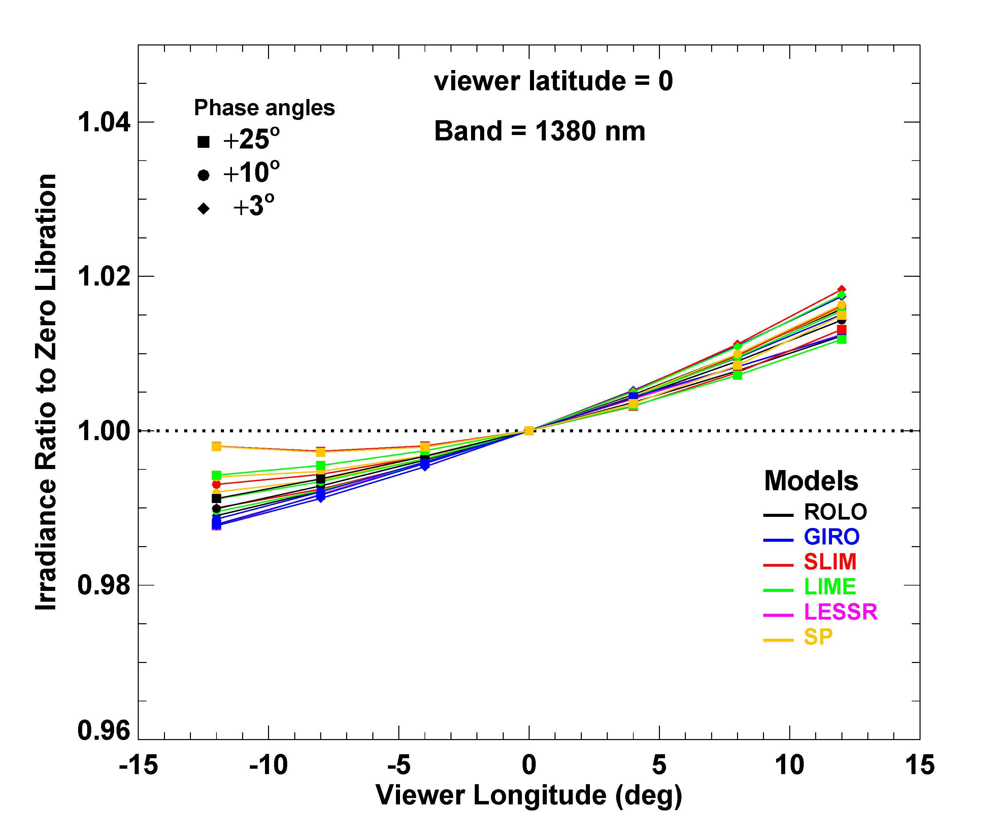 viewer latitude = 0
Band = 1380 nm
Phase angles
+25°
+10°
+3°
1.04
1.02
1.00
0.98
0.96
Irradiance Ratio to Zero Libration
Models
ROLO
GIRO
SLIM
LIME
LESSR
SP
-15 -10 -5 0 5 10 15
Viewer Longitude (deg)